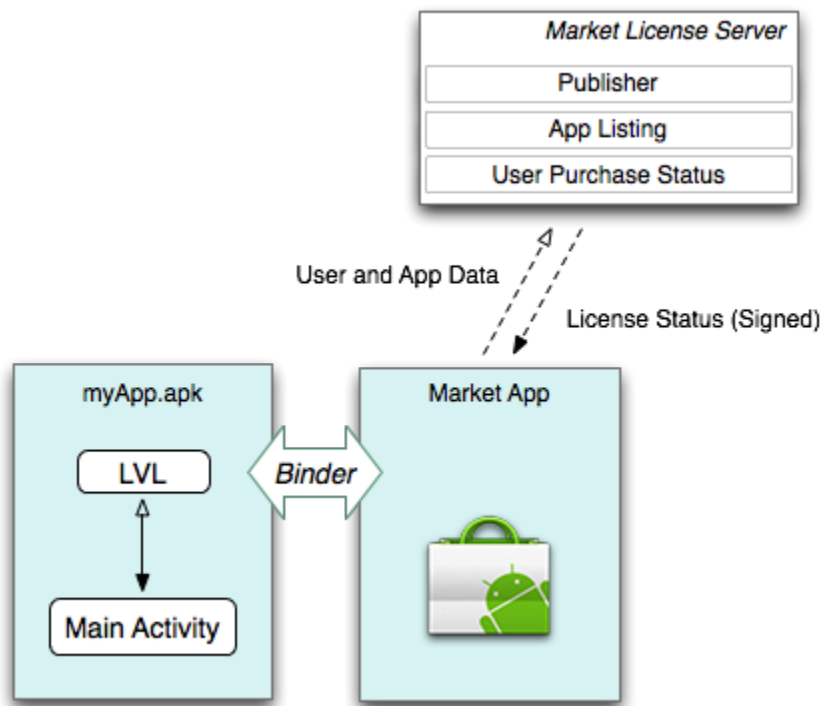 Market License Server
Publisher
App Listing
User Purchase Status
User and App Data
License Status (Signed)
myApp.apk
Market App
LVL
Binder
Main Activity